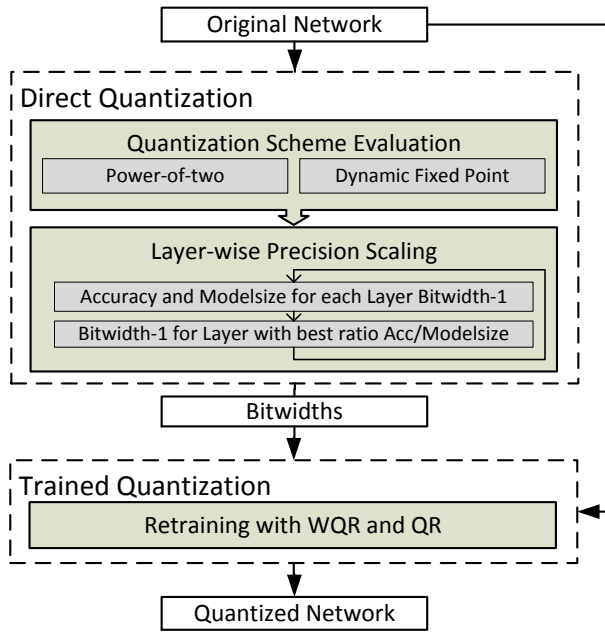 Original Network
Direct Quantization
Quantization Scheme Evaluation
Power-of-two
Dynamic Fixed Point
Layer-wise Precision Scaling
Accuracy and Modelsize for each Layer Bitwidth-1
Bitwidth-1 for Layer with best ratio Acc/Modelsize
Bitwidths
Trained Quantization
Retraining with WQR and QR
Quantized Network